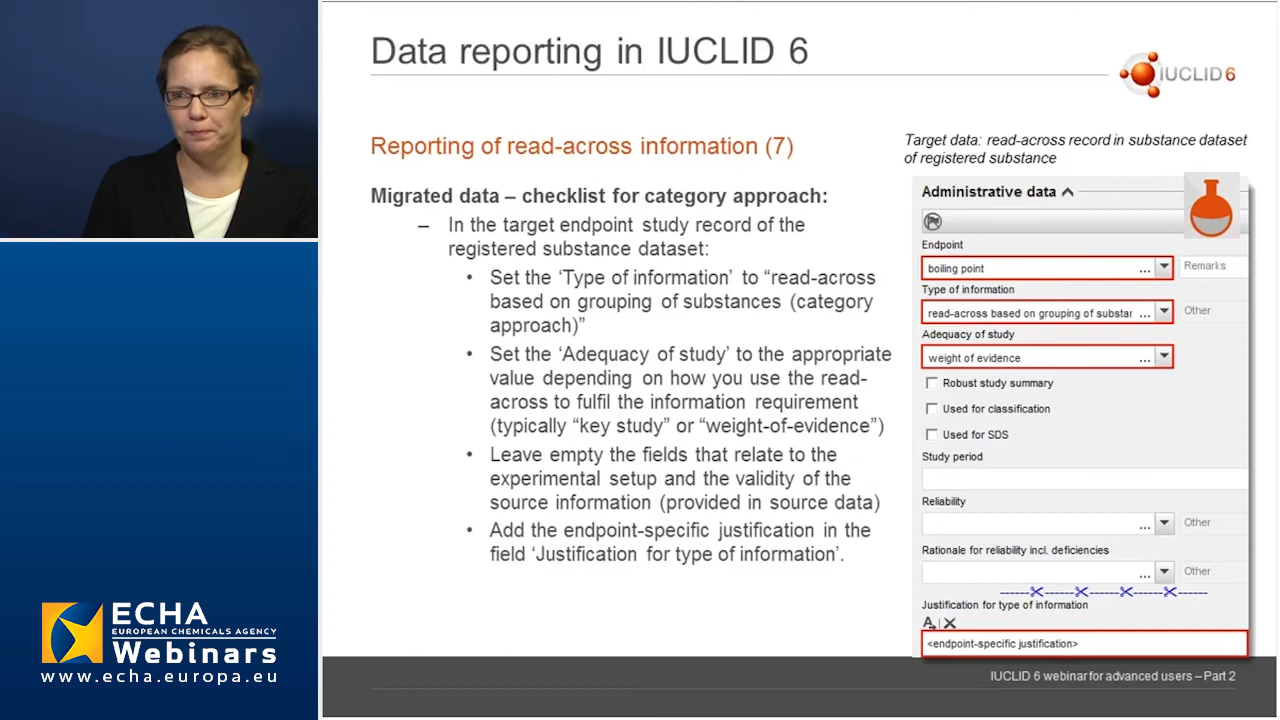 Data reporting in IUCLID 6
IUCLID 6
Reporting of read-across information (7)
Migrated data – checklist for category approach:
– In the target endpoint study record of the
registered substance dataset:
• Set the ‘Type of information’ to “read-across
based on grouping of substances (category
approach)”
• Set the ‘Adequacy of study’ to the appropriate
value depending on how you use the read-
across to fulfil the information requirement
(typically “key study” or “weight-of-evidence”)
• Leave empty the fields that relate to the
experimental setup and the validity of the
source information (provided in source data)
• Add the endpoint-specific justification in the
field ‘Justification for type of information’.
Target data: read-across record in substance dataset
of registered substance
Administrative data
Endpoint
boiling point ... Remarks
Type of information
read-across based on grouping of substar ... Other
Adequacy of study
weight of evidence ...
Robust study summary
Used for classification
Used for SDS
Study period
Reliability
... Other
Rationale for reliability incl. deficiencies
... Other
Justification for type of information
A
<endpoint-specific justification>
ECHA
EUROPEAN CHEMICALS AGENCY
Webinars
www.echa.europa.eu
IUCLID 6 webinar for advanced users – Part 2